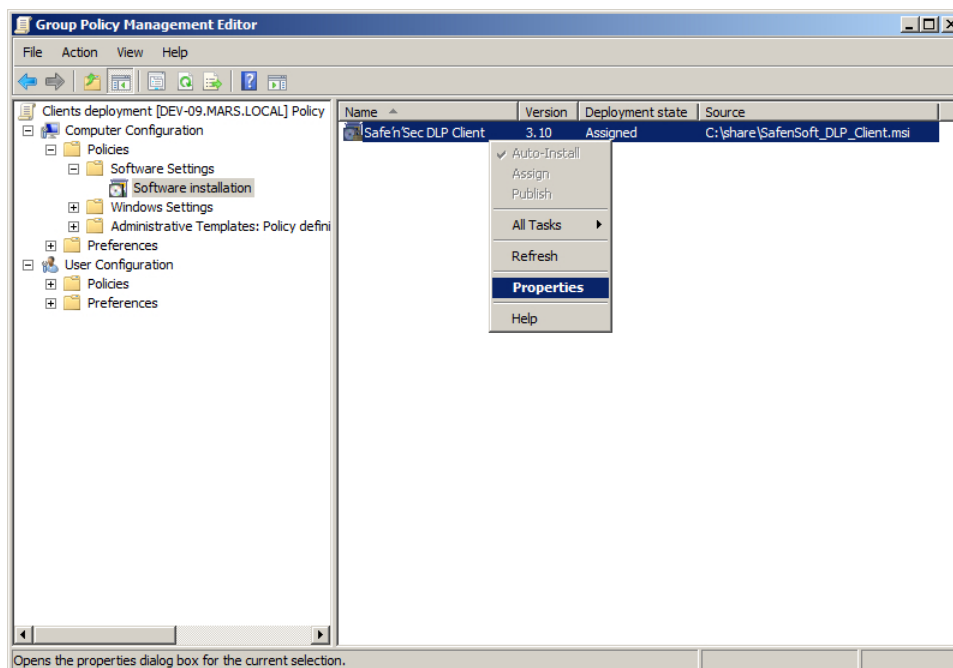 Group Policy Management Editor
File Action View Help
Clients deployment [DEV-09.MARS.LOCAL] Policy
Computer Configuration
Policies
Software Settings
Software installation
Windows Settings
Administrative Templates: Policy defini
Preferences
User Configuration
Policies
Preferences
Name Version Deployment state Source
Safe'n'Sec DLP Client 3.10 Assigned C:\share\SafenSoft_DLP_Client.msi
Auto-Install
Assign
Publish
All Tasks
Refresh
Properties
Help
Opens the properties dialog box for the current selection.